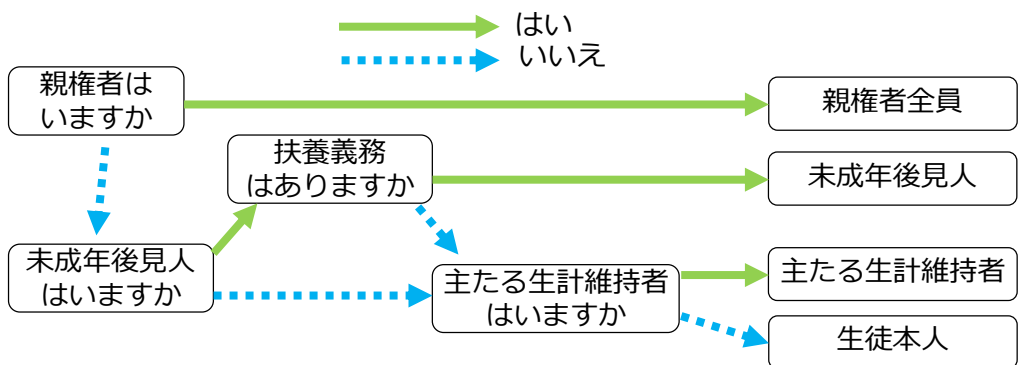 はい
いいえ
親権者は
いますか
親権者全員
扶養義務
はありますか
未成年後見人
未成年後見人
はいますか
主たる生計維持者
はいますか
主たる生計維持者
生徒本人